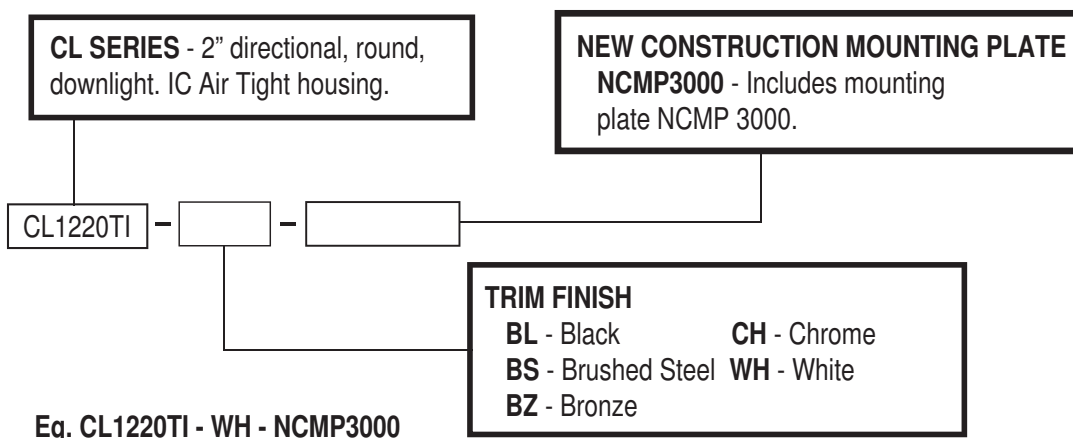 CL SERIES - 2” directional, round,
downlight. IC Air Tight housing.
NEW CONSTRUCTION MOUNTING PLATE
NCMP3000 - Includes mounting
plate NCMP 3000.
CL1220TI - -
TRIM FINISH
BL - Black CH - Chrome
BS - Brushed Steel WH - White
BZ - Bronze
Eg. CL1220TI - WH - NCMP3000